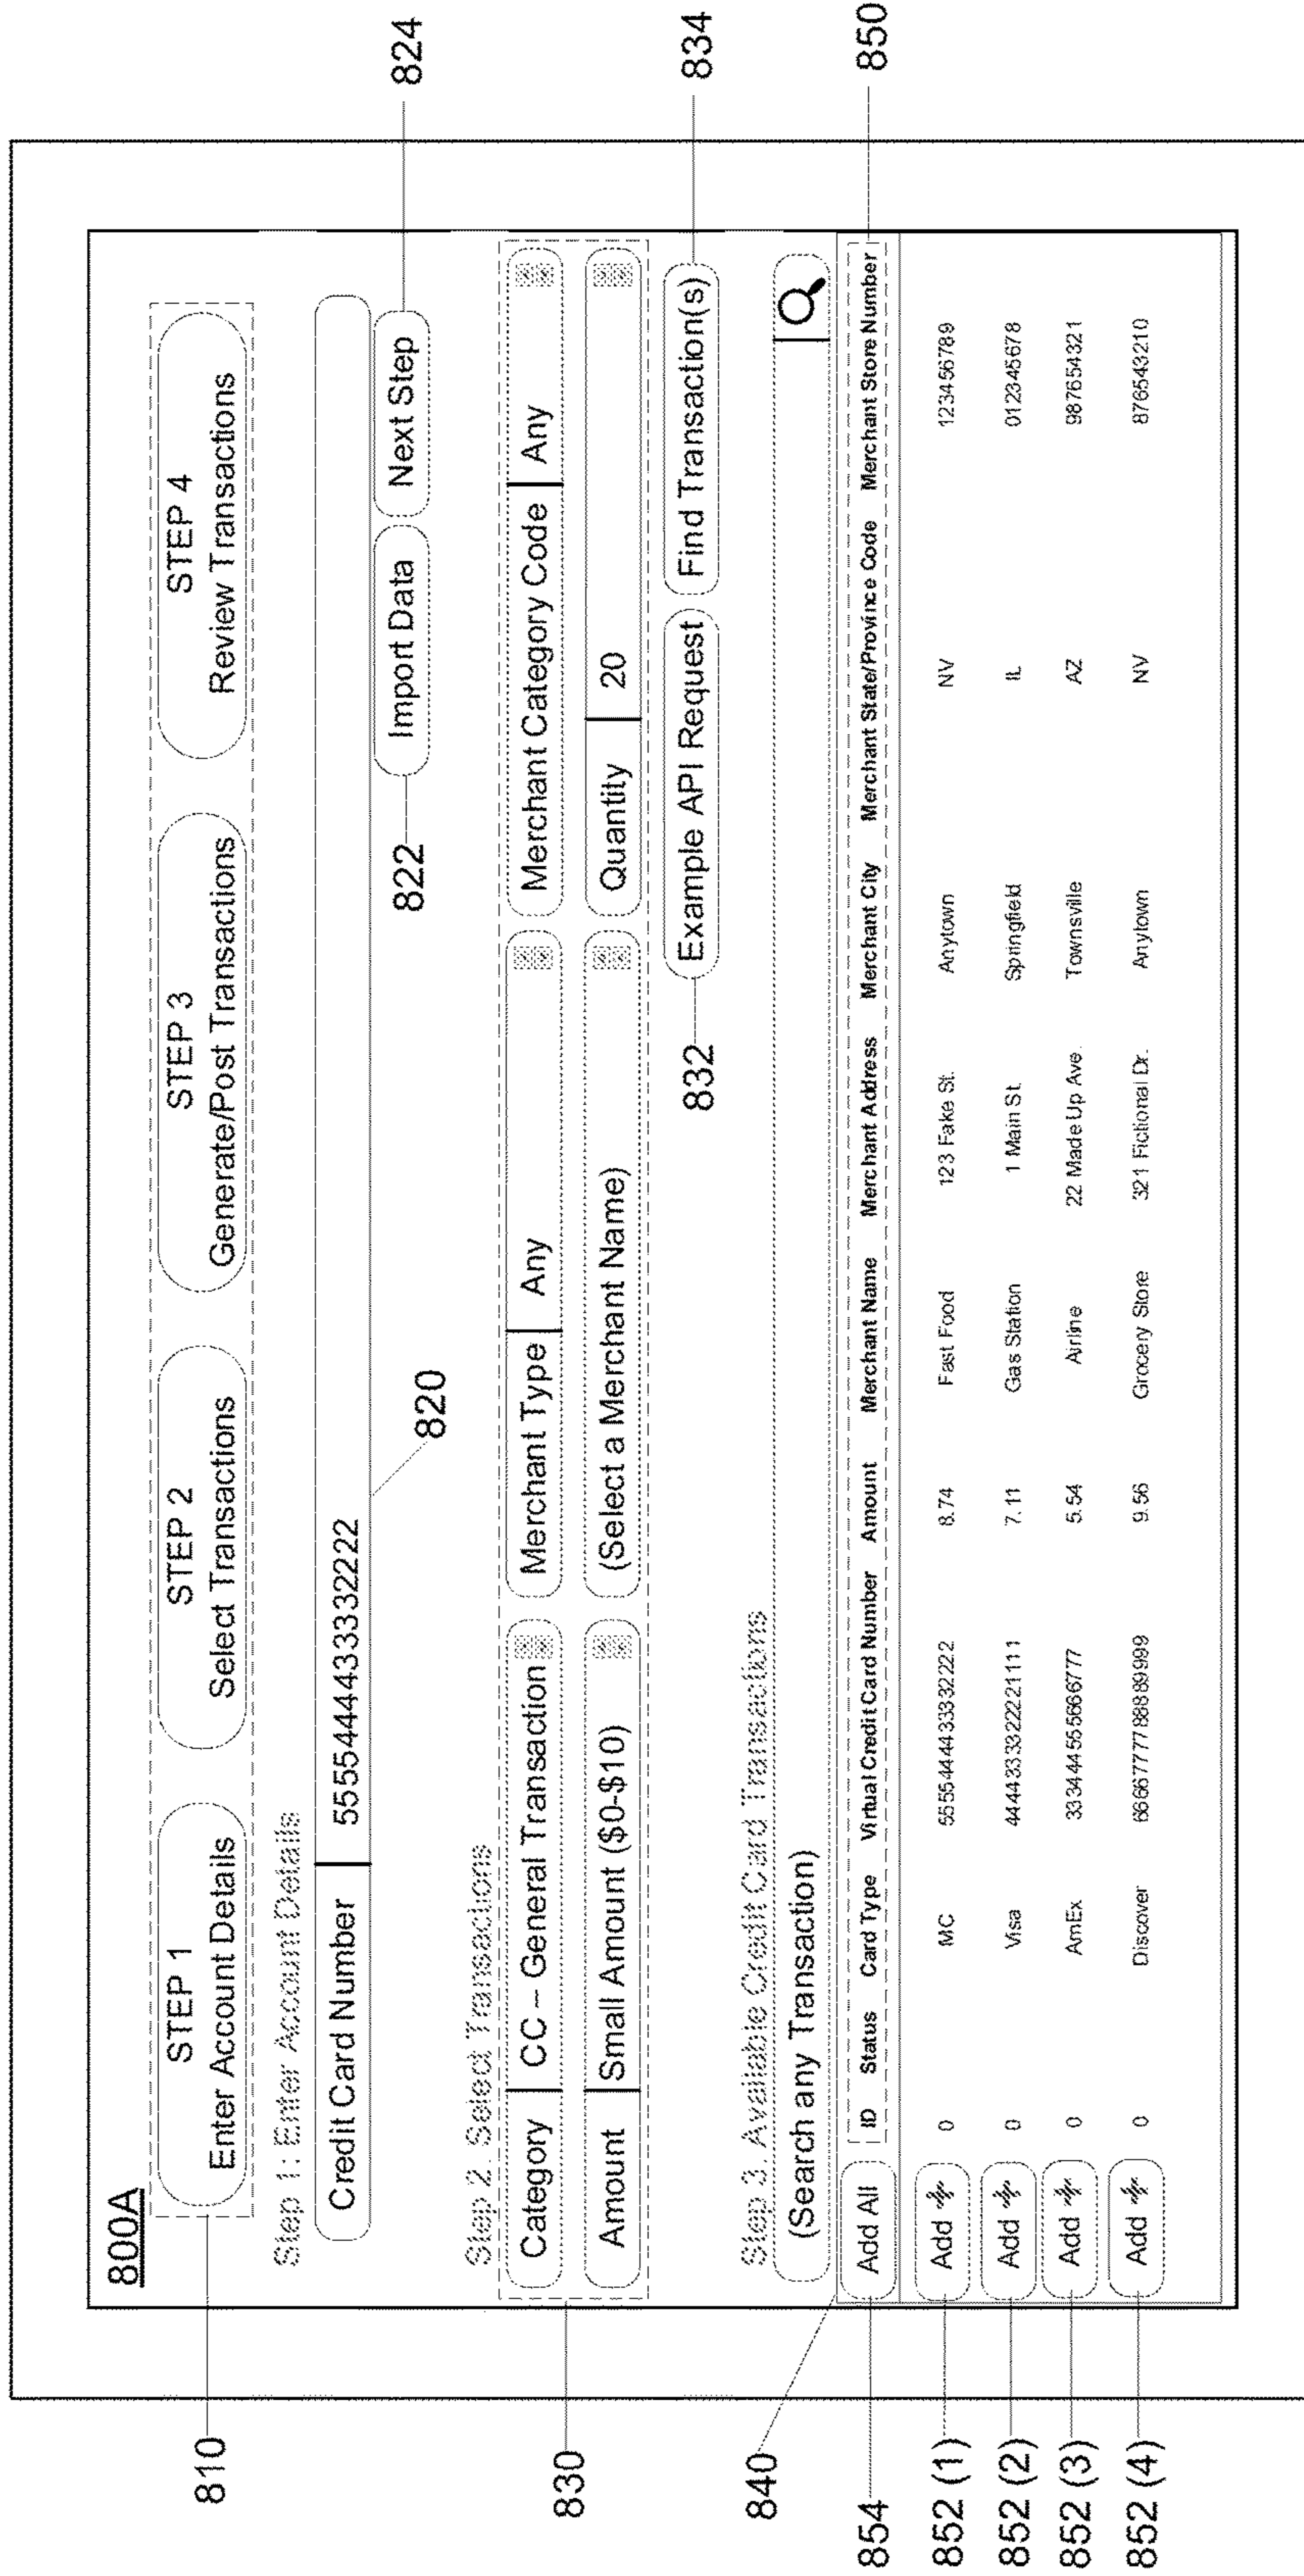 800A
810
STEP 1
Enter Account Details
STEP 2
Select Transactions
STEP 3
Generate/Post Transactions
STEP 4
Review Transactions
Step 1: Enter Account Details
Credit Card Number 5555444433332222
820
822 Import Data Next Step 824
Step 2. Select Transactions
830
Category CC – General Transaction Merchant Type Any Merchant Category Code Any
Amount Small Amount ($0-$10) (Select a Merchant Name) Quantity 20
832 Example API Request Find Transaction(s) 834
Step 3. Available Credit Card Transactions
840
(Search any Transaction)
854 Add All ID Status Card Type Virtual Credit Card Number Amount Merchant Name Merchant Address Merchant City Merchant State/Province Code Merchant Store Number 850
852 (1) Add + 0 MC 5555444433332222 8.74 Fast Food 123 Fake St. Anytown NV 123456789
852 (2) Add + 0 Visa 4444333322221111 7.11 Gas Station 1 Main St. Springfield IL 012345678
852 (3) Add + 0 AmEx 333444555666777 5.54 Airline 22 Made Up Ave. Townsville AZ 987654321
852 (4) Add + 0 Discover 6666777788889999 9.56 Grocery Store 321 Fictional Dr. Anytown NV 876543210